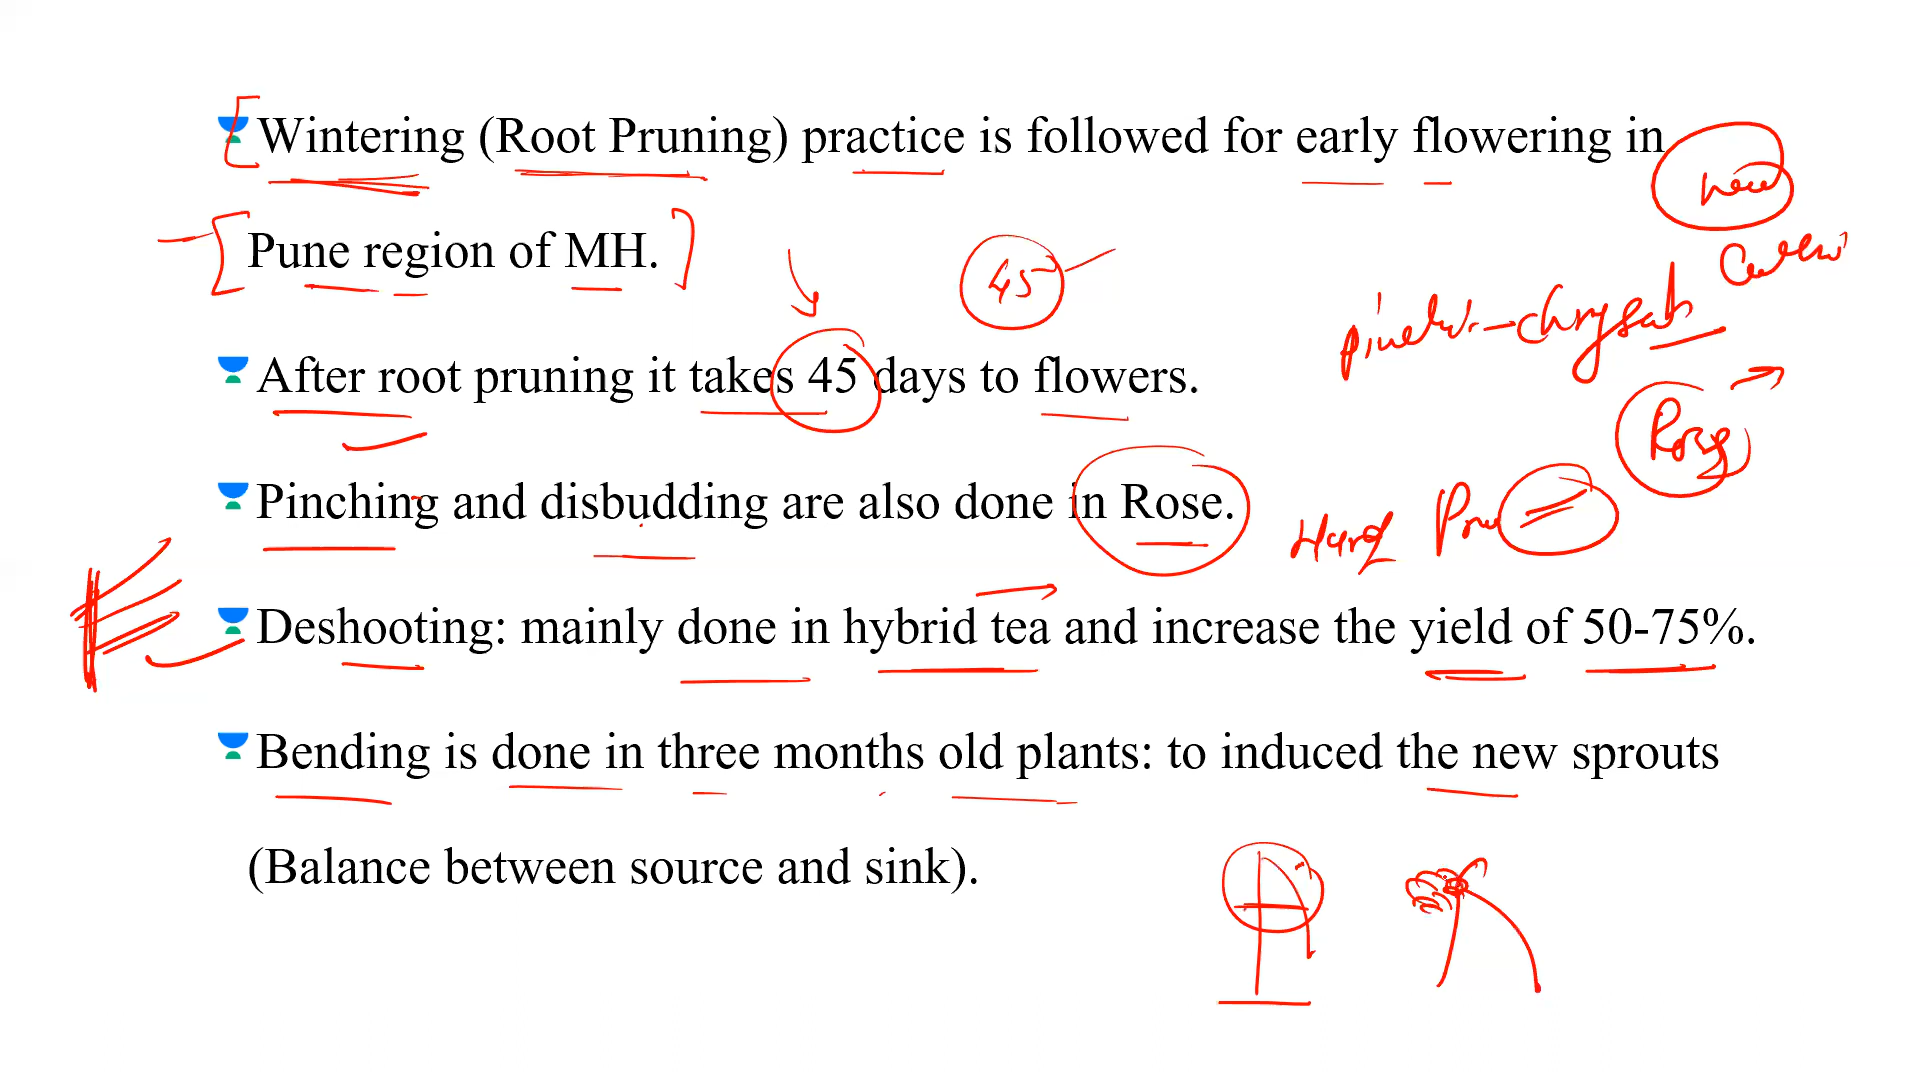 Wintering (Root Pruning) practice is followed for early flowering in
new
Pune region of MH.
45
After root pruning it takes 45 days to flowers.
Rose
Pinching and disbudding are also done in Rose.
Hard
Deshooting: mainly done in hybrid tea and increase the yield of 50-75%.
Bending is done in three months old plants: to induced the new sprouts
(Balance between source and sink).